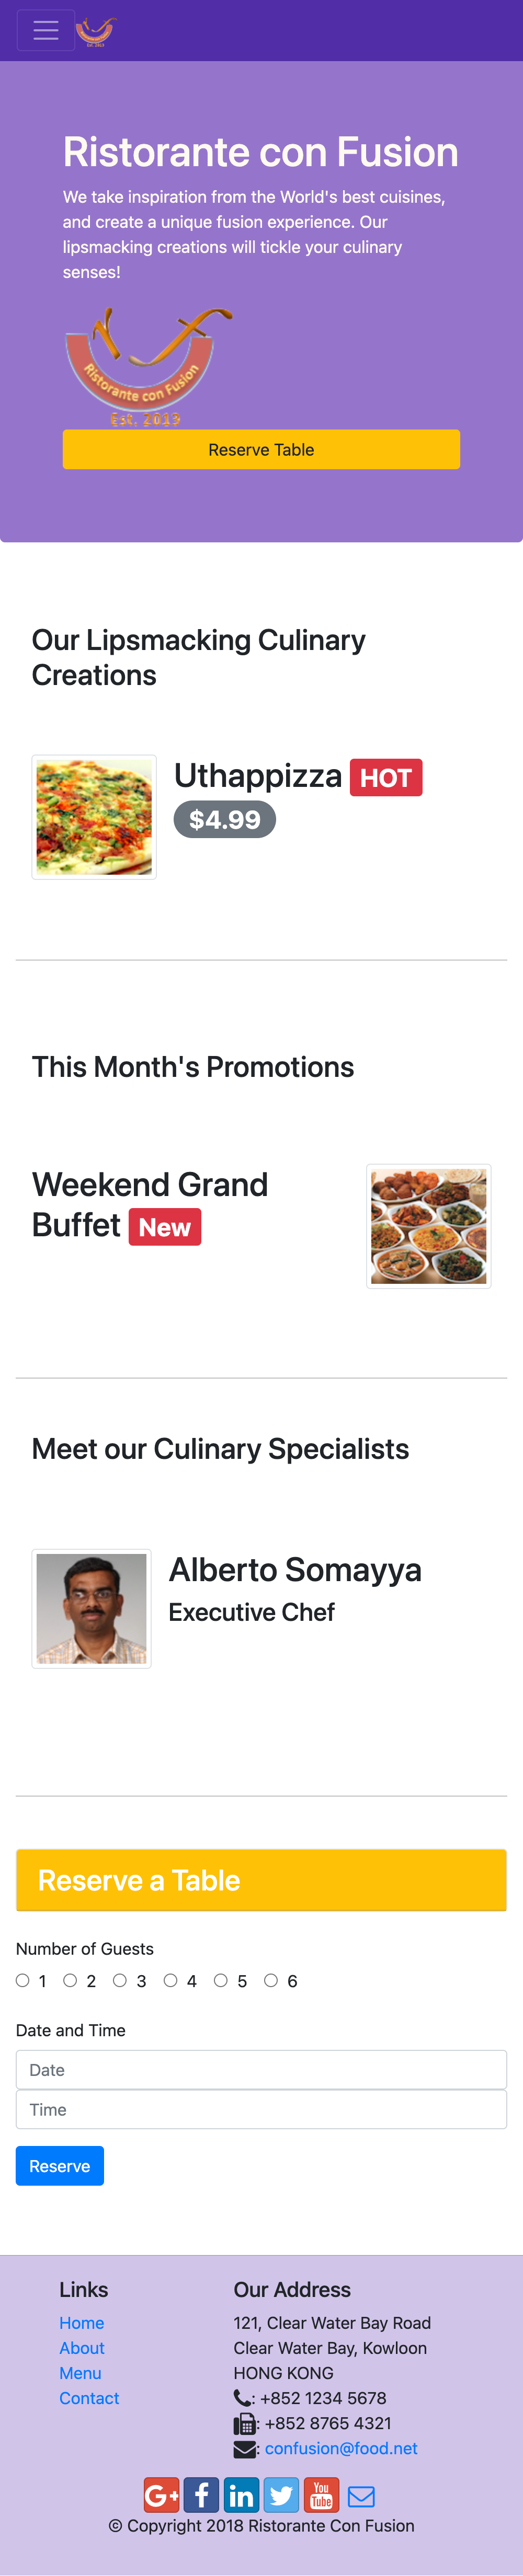 Est. 2013
Ristorante con Fusion
We take inspiration from the World's best cuisines,
and create a unique fusion experience. Our
lipsmacking creations will tickle your culinary
senses!
Ristorante con Fusion
Est. 2013
Reserve Table
Our Lipsmacking Culinary
Creations
Uthappizza HOT
$4.99
This Month's Promotions
Weekend Grand
Buffet New
Meet our Culinary Specialists
Alberto Somayya
Executive Chef
Reserve a Table
Number of Guests
1 2 3 4 5 6
Date and Time
Date
Time
Reserve
Links
Home
About
Menu
Contact
Our Address
121, Clear Water Bay Road
Clear Water Bay, Kowloon
HONG KONG
: +852 1234 5678
: +852 8765 4321
: confusion@food.net
G+ f in You Tube
© Copyright 2018 Ristorante Con Fusion